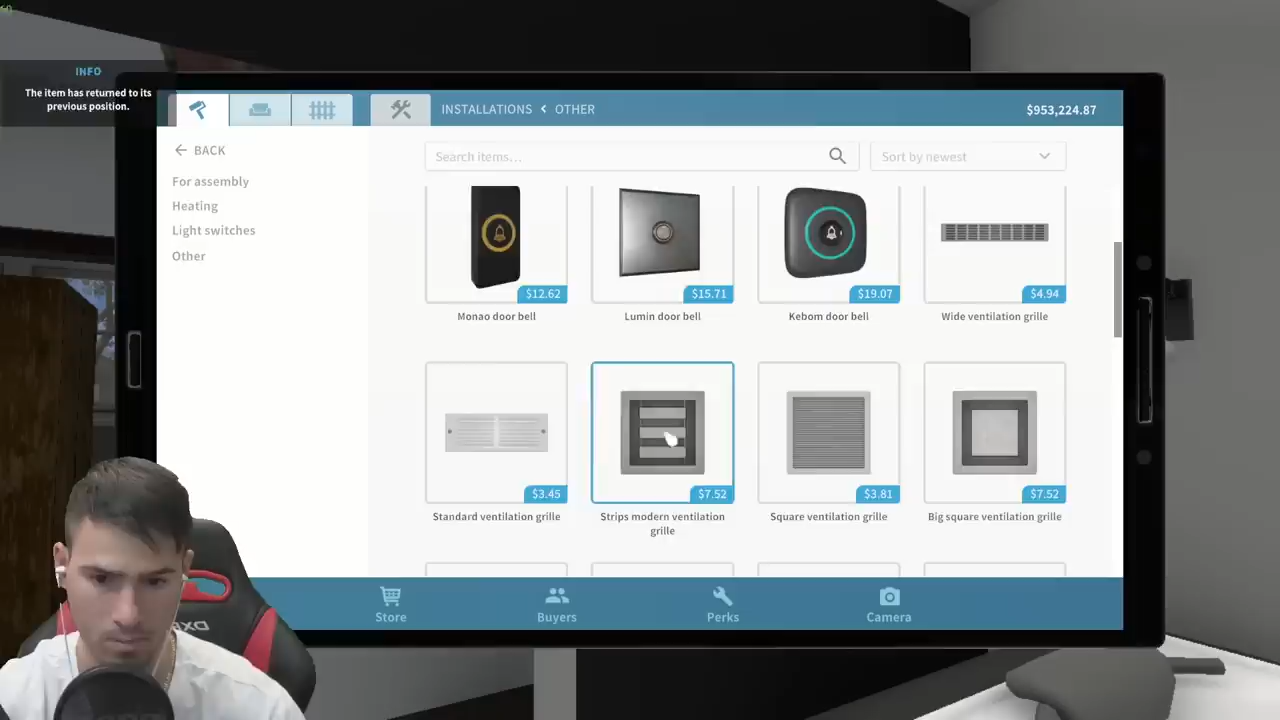 INFO
The item has returned to its
previous position.
INSTALLATIONS < OTHER
$953,224.87
BACK
For assembly
Heating
Light switches
Other
Search items...
Sort by newest
$12.62
$15.71
$19.07
$4.94
Monao door bell
Lumin door bell
Kebom door bell
Wide ventilation grille
$3.45
$7.52
$3.81
$7.52
Standard ventilation grille
Strips modern ventilation
grille
Square ventilation grille
Big square ventilation grille
Store
Buyers
Perks
Camera